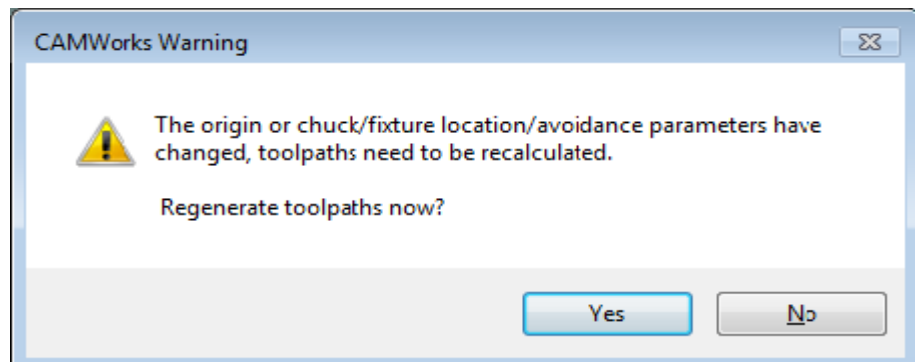 CAMWorks Warning
The origin or chuck/fixture location/avoidance parameters have
changed, toolpaths need to be recalculated.
Regenerate toolpaths now?
Yes
No